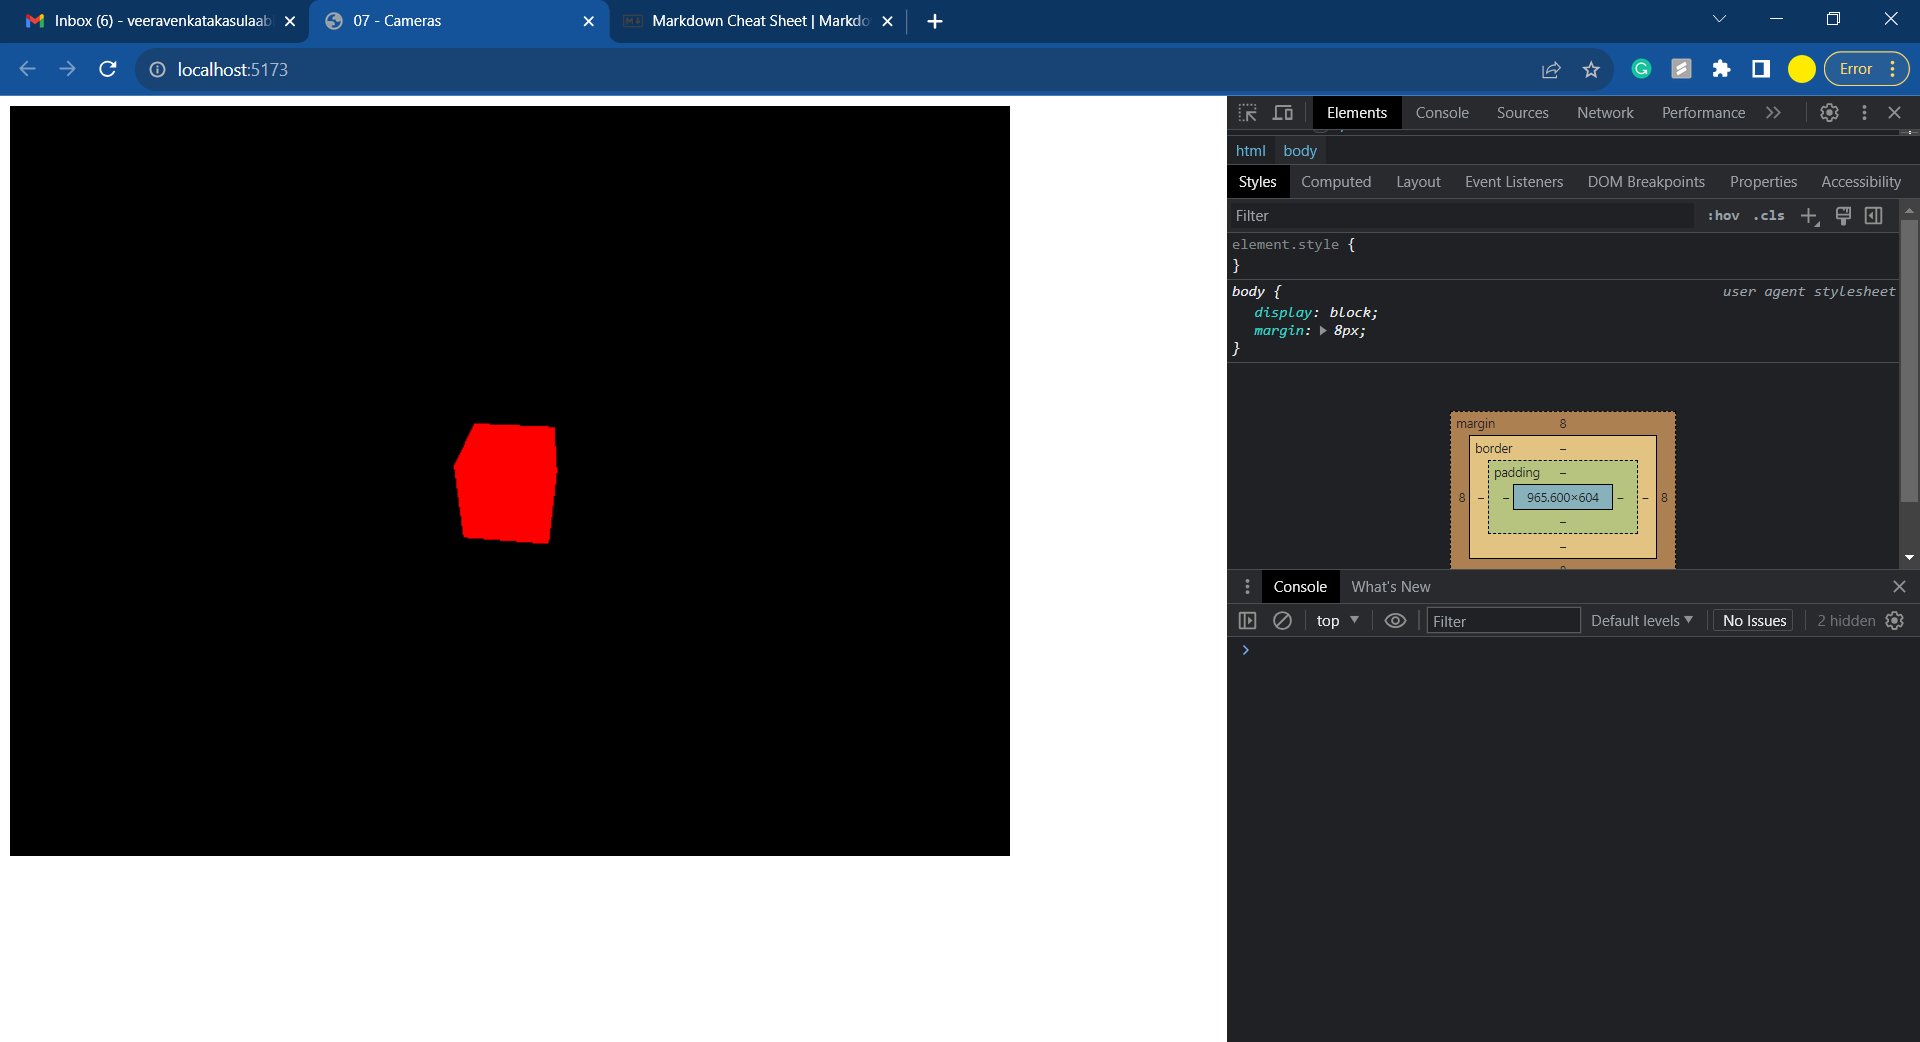 Inbox (6) - veeravenkatakasulaab
07 - Cameras
Markdown Cheat Sheet | Markdo
localhost:5173
Error
Elements Console Sources Network Performance
html body
Styles Computed Layout Event Listeners DOM Breakpoints Properties Accessibility
Filter :hov .cls
element.style {
}
body { user agent stylesheet
display: block;
margin: 8px;
}
margin 8
border –
padding –
8 – – 965.600×604 – – 8
–
–
Console What's New
top Filter Default levels No Issues 2 hidden